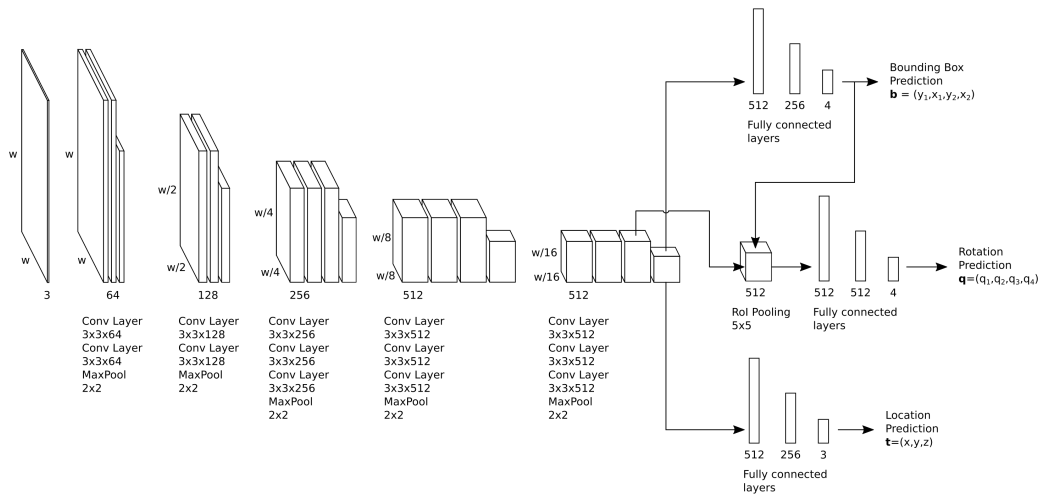 w
w
3
w
w
64
Conv Layer
3x3x64
Conv Layer
3x3x64
MaxPool
2x2
w/2
w/2
128
Conv Layer
3x3x128
Conv Layer
3x3x128
MaxPool
2x2
w/4
w/4
256
Conv Layer
3x3x256
Conv Layer
3x3x256
Conv Layer
3x3x256
MaxPool
2x2
w/8
w/8
512
Conv Layer
3x3x512
Conv Layer
3x3x512
Conv Layer
3x3x512
MaxPool
2x2
w/16
w/16
512
Conv Layer
3x3x512
Conv Layer
3x3x512
Conv Layer
3x3x512
MaxPool
2x2
512 256 4
Fully connected
layers
Bounding Box
Prediction
b = (y₁,x₁,y₂,x₂)
512
RoI Pooling
5x5
512 512 4
Fully connected
layers
Rotation
Prediction
q=(q₁,q₂,q₃,q₄)
512 256 3
Fully connected
layers
Location
Prediction
t=(x,y,z)